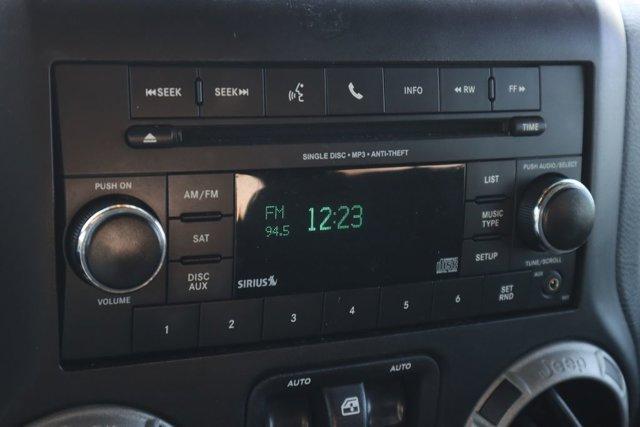 SEEK
SEEK
INFO
RW
FF
TIME
SINGLE DISC • MP3 • ANTI-THEFT
PUSH ON
PUSH AUDIO/SELECT
AM/FM
LIST
FM 12:23
94.5
MUSIC
TYPE
SAT
SETUP
DISC
AUX
SIRIUS
disc
TUNE/SCROLL
VOLUME
AUX
SET
RND
1 2 3 4 5 6
AUTO
AUTO
Jeep